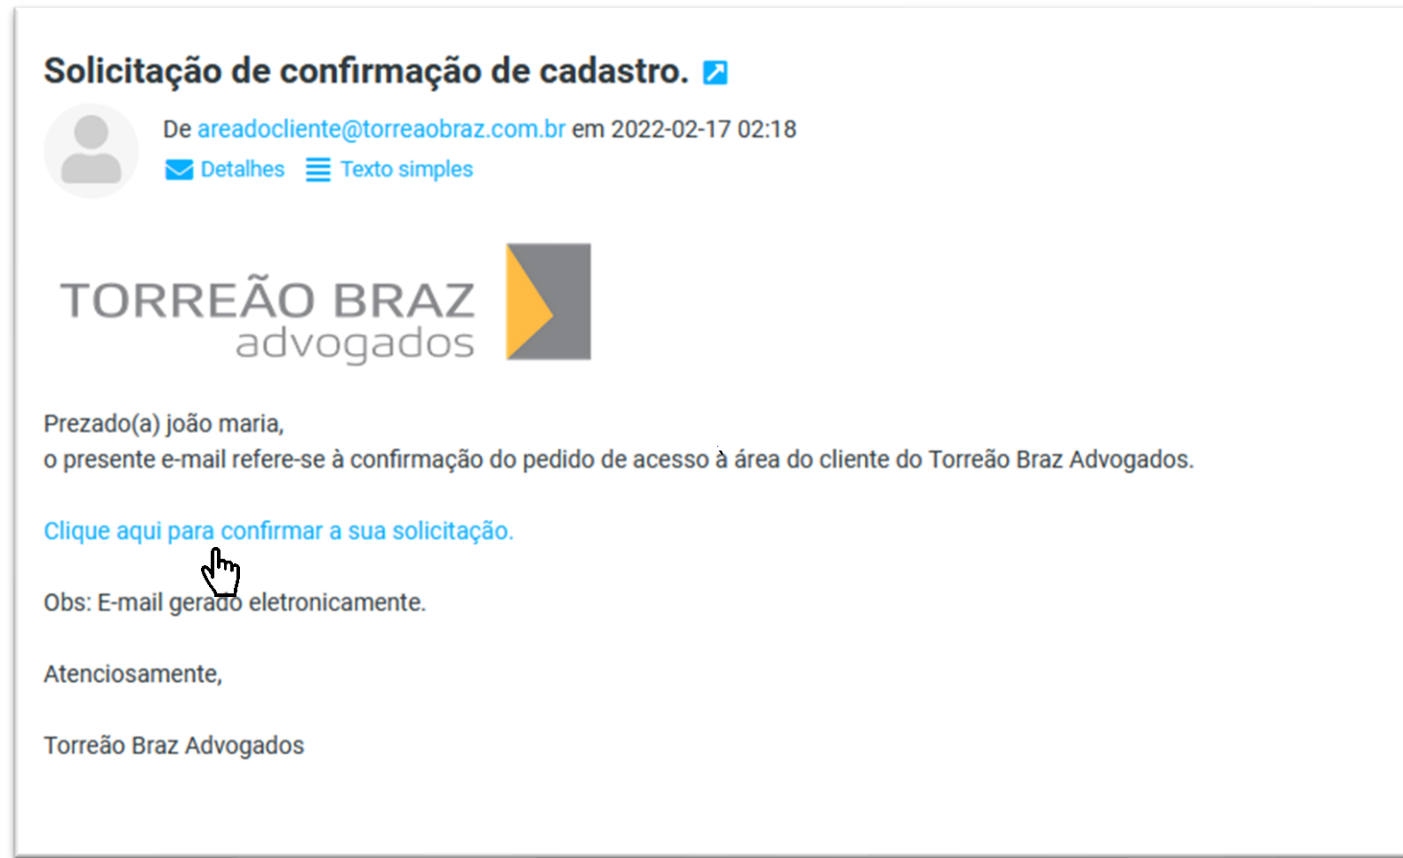 Solicitação de confirmação de cadastro.
De areadocliente@torreaobraz.com.br em 2022-02-17 02:18
Detalhes Texto simples
TORREÃO BRAZ
advogados
Prezado(a) joão maria,
o presente e-mail refere-se à confirmação do pedido de acesso à área do cliente do Torreão Braz Advogados.
Clique aqui para confirmar a sua solicitação.
Obs: E-mail gerado eletronicamente.
Atenciosamente,
Torreão Braz Advogados